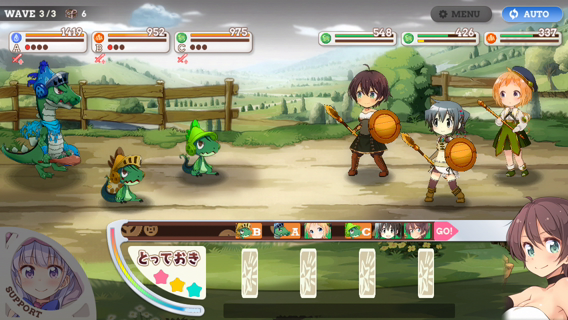 WAVE 3/3 6 MENU AUTO
1419 952 975 548 426 337
A B C
B A C GO!
とっておき
SUPPORT